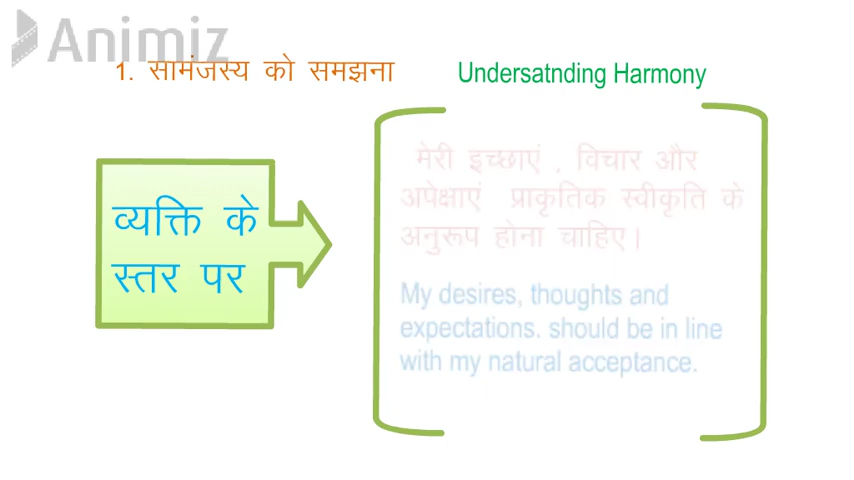 Animiz
1. सामंजस्य को समझना
Undersatnding Harmony
व्यक्ति के
स्तर पर
मेरी इच्छाएं , विचार और
अपेक्षाएं प्राकृतिक स्वीकृति के
अनुरूप होना चाहिए।
My desires, thoughts and
expectations. should be in line
with my natural acceptance.